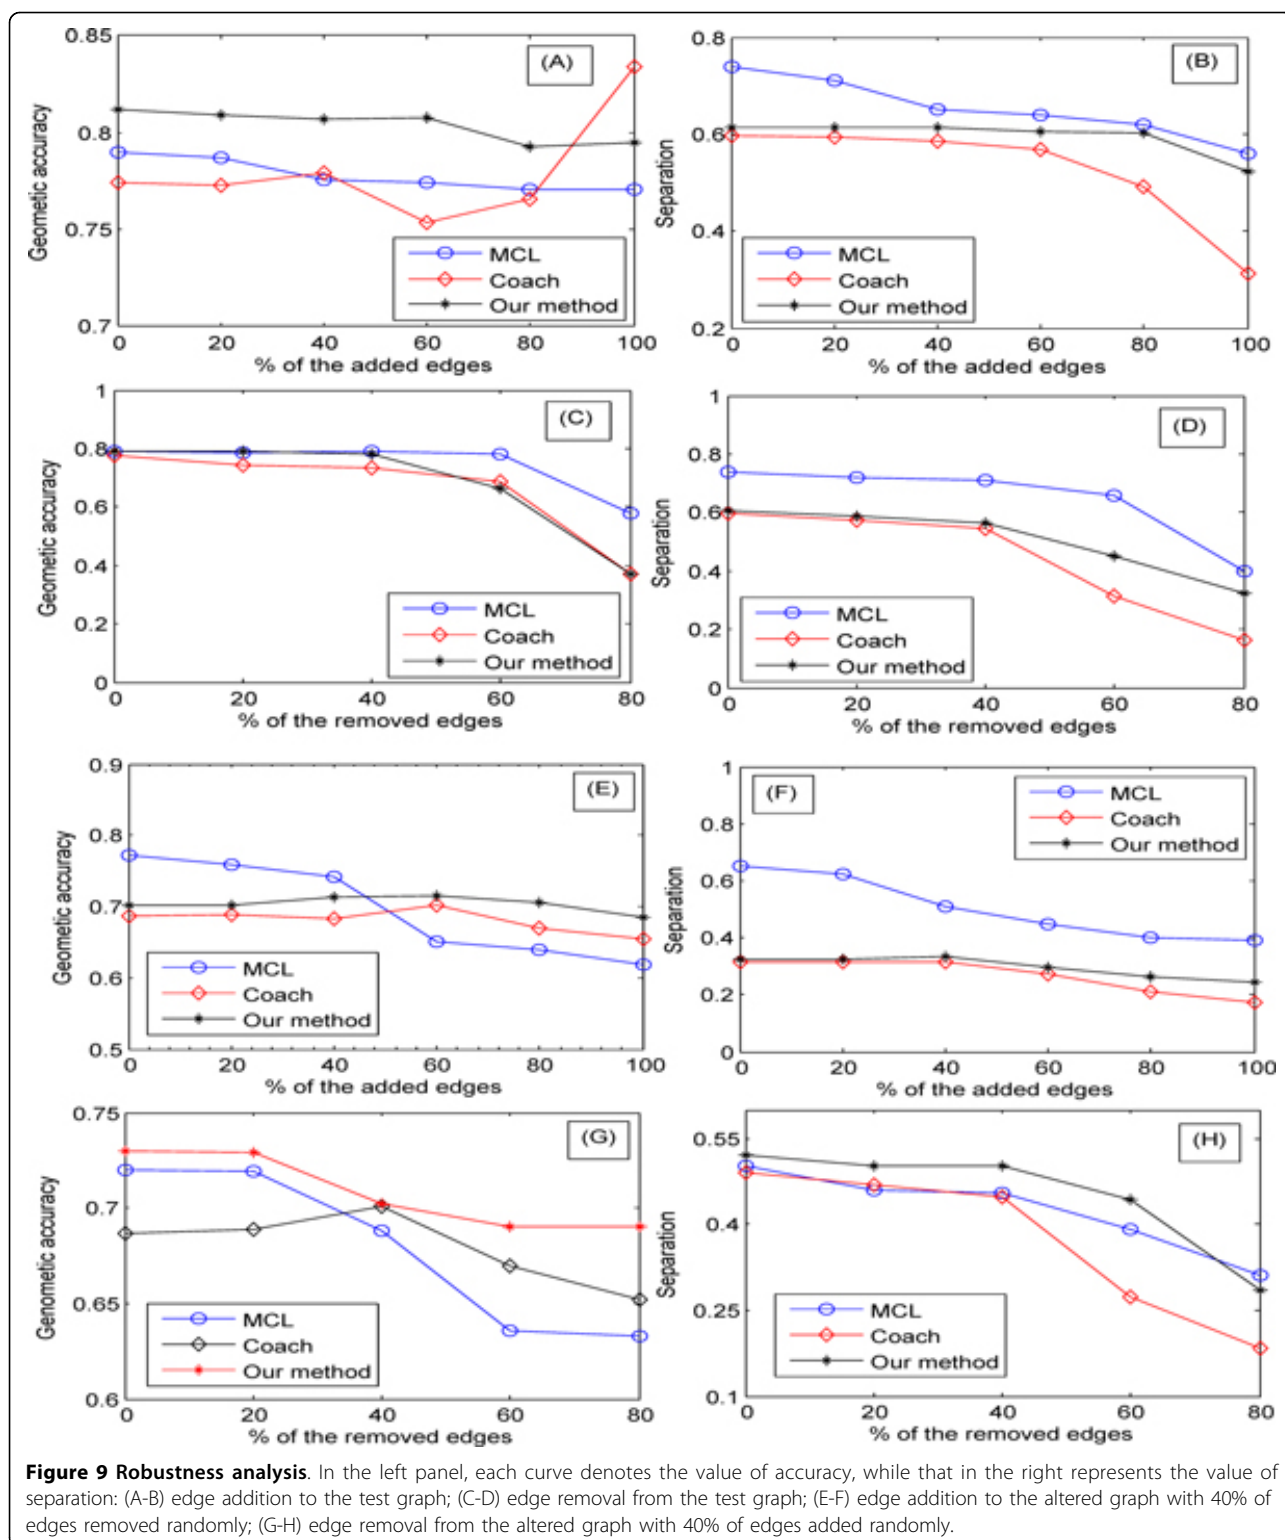 0.85
0.8
0.75
0.7
Geometic accuracy
(A)
MCL
Coach
Our method
0 20 40 60 80 100
% of the added edges
0.8
0.6
0.4
0.2
Separation
(B)
MCL
Coach
Our method
0 20 40 60 80 100
% of the added edges
1
0.8
0.6
0.4
0.2
0
Geometic accuracy
(C)
MCL
Coach
Our method
0 20 40 60 80
% of the removed edges
1
0.8
0.6
0.4
0.2
0
Separation
(D)
MCL
Coach
Our method
0 20 40 60 80
% of the removed edges
0.9
0.8
0.7
0.6
0.5
Geometic accuracy
(E)
MCL
Coach
Our method
0 20 40 60 80 100
% of the added edges
1
0.8
0.6
0.4
0.2
0
Separation
(F)
MCL
Coach
Our method
0 20 40 60 80 100
% of the added edges
0.75
0.7
0.65
0.6
Genometic accuracy
(G)
MCL
Coach
Our method
0 20 40 60 80
% of the removed edges
0.55
0.4
0.25
0.1
Separation
(H)
MCL
Coach
Our method
0 20 40 60 80
% of the removed edges
Figure 9 Robustness analysis. In the left panel, each curve denotes the value of accuracy, while that in the right represents the value of
separation: (A-B) edge addition to the test graph; (C-D) edge removal from the test graph; (E-F) edge addition to the altered graph with 40% of
edges removed randomly; (G-H) edge removal from the altered graph with 40% of edges added randomly.